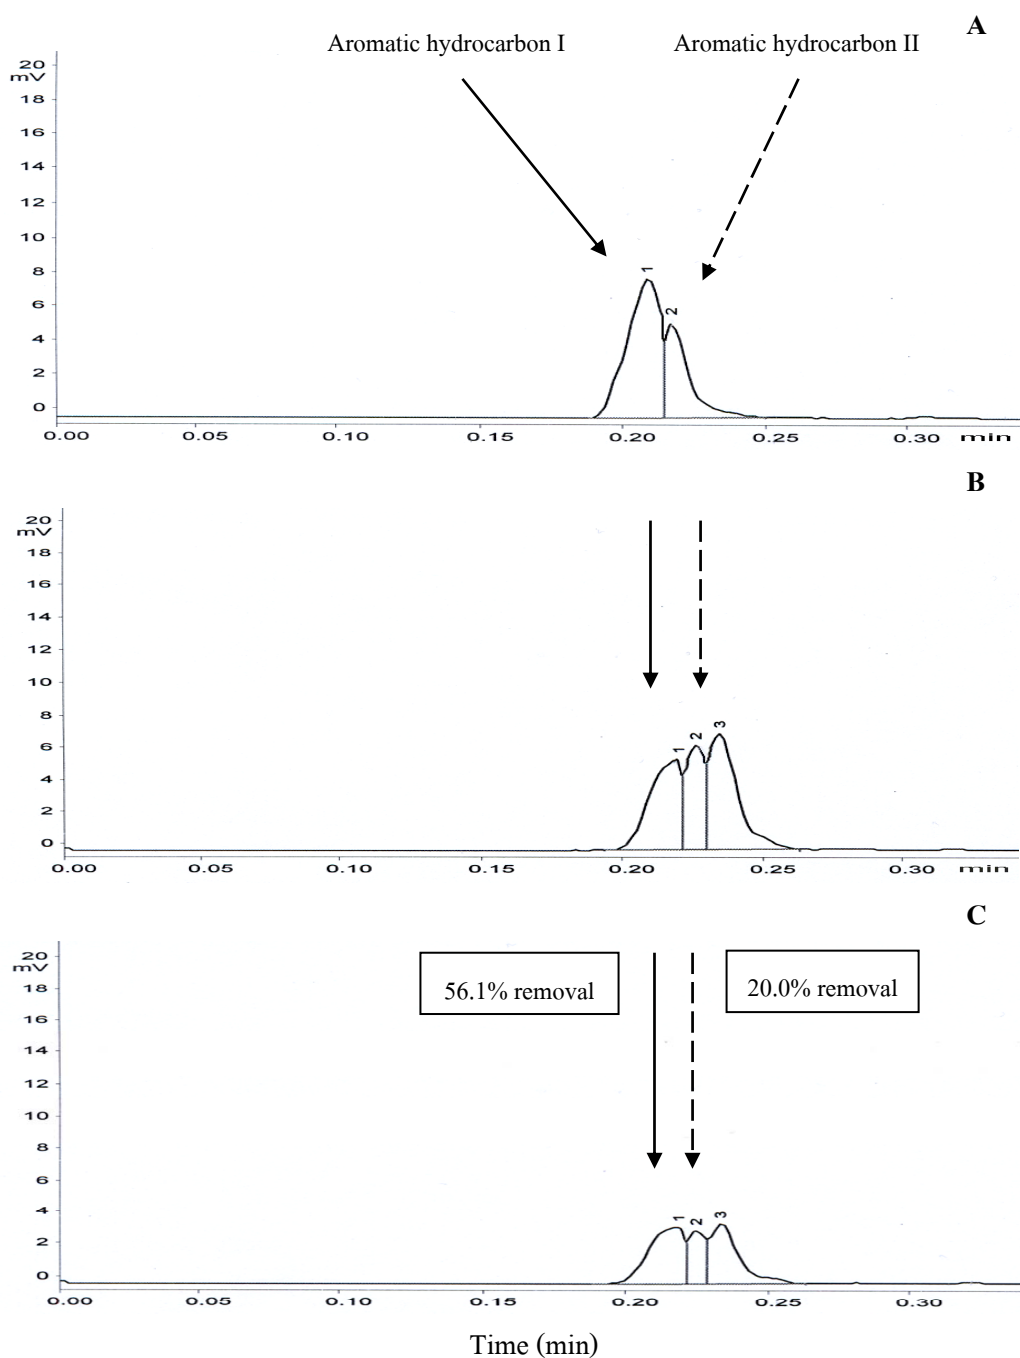 A
Aromatic hydrocarbon I
Aromatic hydrocarbon II
20
mV
18
16
14
12
10
8
6
4
2
0
1
2
0.00 0.05 0.10 0.15 0.20 0.25 0.30 min
B
20
mV
18
16
14
12
10
8
6
4
2
0
1
2
3
0.00 0.05 0.10 0.15 0.20 0.25 0.30 min
C
20
mV
18
16
14
12
10
8
6
4
2
0
56.1% removal
20.0% removal
1
2
3
0.00 0.05 0.10 0.15 0.20 0.25 0.30
Time (min)